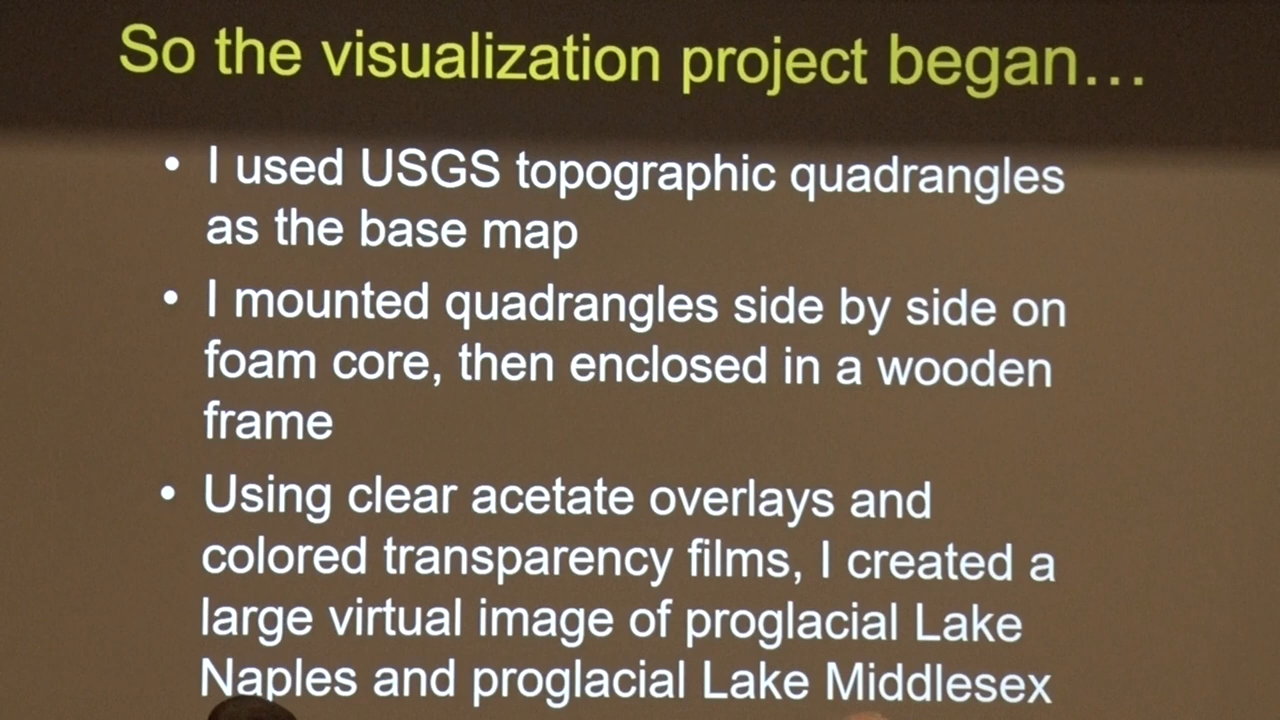 So the visualization project began…
• I used USGS topographic quadrangles
as the base map
• I mounted quadrangles side by side on
foam core, then enclosed in a wooden
frame
• Using clear acetate overlays and
colored transparency films, I created a
large virtual image of proglacial Lake
Naples and proglacial Lake Middlesex